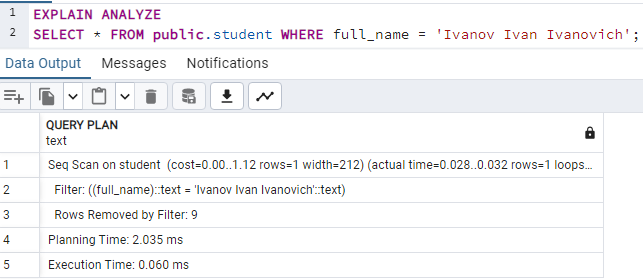 1 EXPLAIN ANALYZE
2 SELECT * FROM public.student WHERE full_name = 'Ivanov Ivan Ivanovich';
Data Output Messages Notifications
QUERY PLAN
text
1 Seq Scan on student (cost=0.00..1.12 rows=1 width=212) (actual time=0.028..0.032 rows=1 loops...
2 Filter: ((full_name)::text = 'Ivanov Ivan Ivanovich'::text)
3 Rows Removed by Filter: 9
4 Planning Time: 2.035 ms
5 Execution Time: 0.060 ms